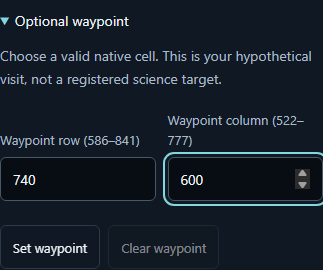 Optional waypoint
Choose a valid native cell. This is your hypothetical
visit, not a registered science target.
Waypoint row (586–841)
Waypoint column (522–
777)
740
600
Set waypoint
Clear waypoint